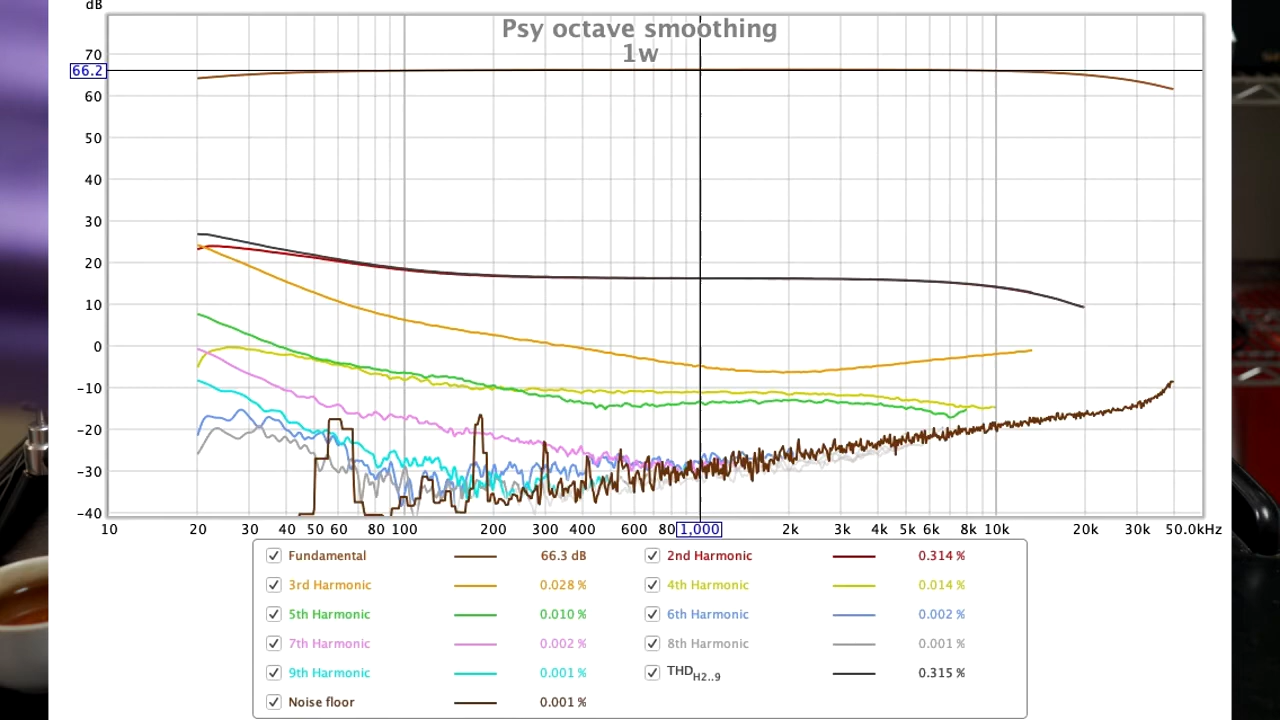 dB
Psy octave smoothing
1w
70
66.2
60
50
40
30
20
10
0
-10
-20
-30
-40
10 20 30 40 50 60 80 100 200 300 400 600 80 1,000 2k 3k 4k 5k 6k 8k 10k 20k 30k 50.0kHz
Fundamental 66.3 dB 2nd Harmonic 0.314 %
3rd Harmonic 0.028 % 4th Harmonic 0.014 %
5th Harmonic 0.010 % 6th Harmonic 0.002 %
7th Harmonic 0.002 % 8th Harmonic 0.001 %
9th Harmonic 0.001 % THD H2..9 0.315 %
Noise floor 0.001 %